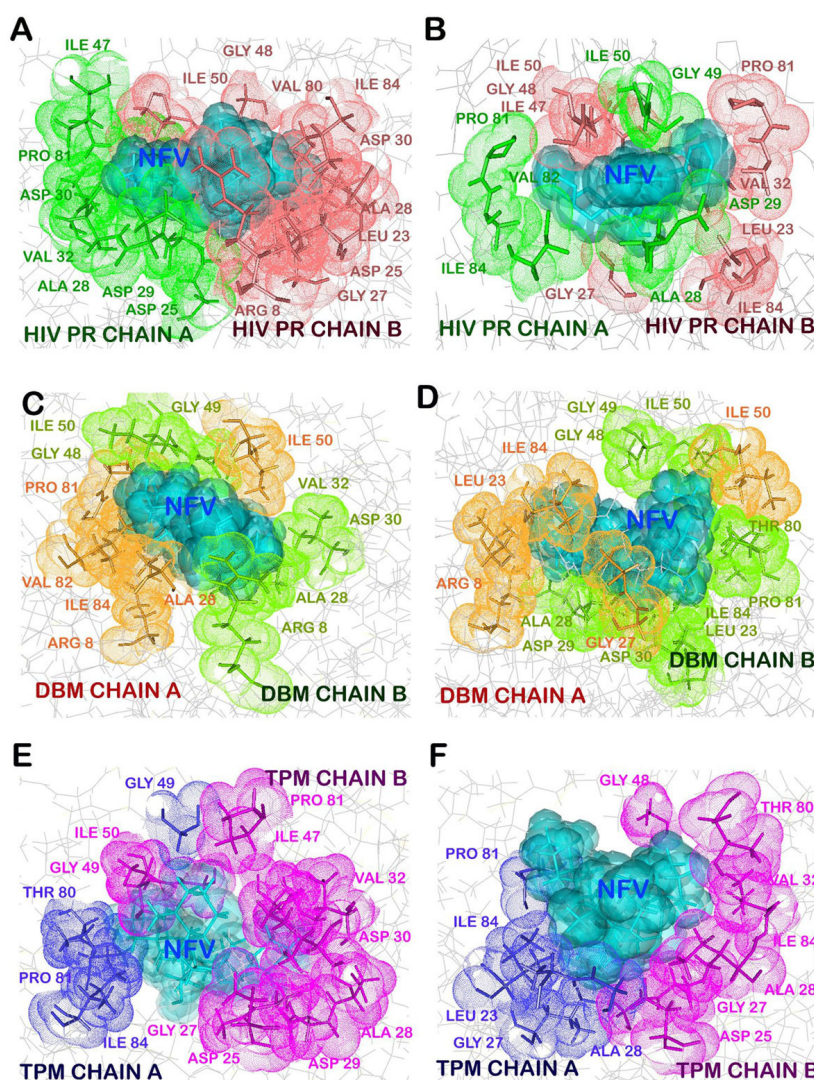 A
ILE 47
GLY 48
ILE 50
VAL 80
ILE 84
ASP 30
PRO 81
NFV
ASP 30
ALA 28
LEU 23
VAL 32
ASP 25
ALA 28
ASP 29
GLY 27
ASP 25
ARG 8
HIV PR CHAIN A
HIV PR CHAIN B
B
ILE 50
ILE 50
GLY 49
PRO 81
GLY 48
ILE 47
PRO 81
VAL 82
NFV
VAL 32
ASP 29
LEU 23
ILE 84
GLY 27
ALA 28
ILE 84
HIV PR CHAIN A
HIV PR CHAIN B
C
GLY 49
ILE 50
ILE 50
GLY 48
PRO 81
NFV
VAL 32
ASP 30
VAL 82
ILE 84
ALA 28
ALA 28
ARG 8
ARG 8
DBM CHAIN A
DBM CHAIN B
D
GLY 49
ILE 50
ILE 50
ILE 84
GLY 48
LEU 23
NFV
THR 80
ARG 8
PRO 81
ALA 28
ILE 84
ASP 29
GLY 27
LEU 23
ASP 30
DBM CHAIN B
DBM CHAIN A
E
GLY 49
TPM CHAIN B
PRO 81
ILE 50
ILE 47
GLY 49
VAL 32
THR 80
NFV
ASP 30
PRO 81
GLY 27
ALA 28
ILE 84
ASP 25
ASP 29
TPM CHAIN A
F
GLY 48
THR 80
PRO 81
VAL 32
NFV
ILE 84
ILE 84
ALA 28
LEU 23
GLY 27
GLY 27
ALA 28
ASP 25
TPM CHAIN A
TPM CHAIN B